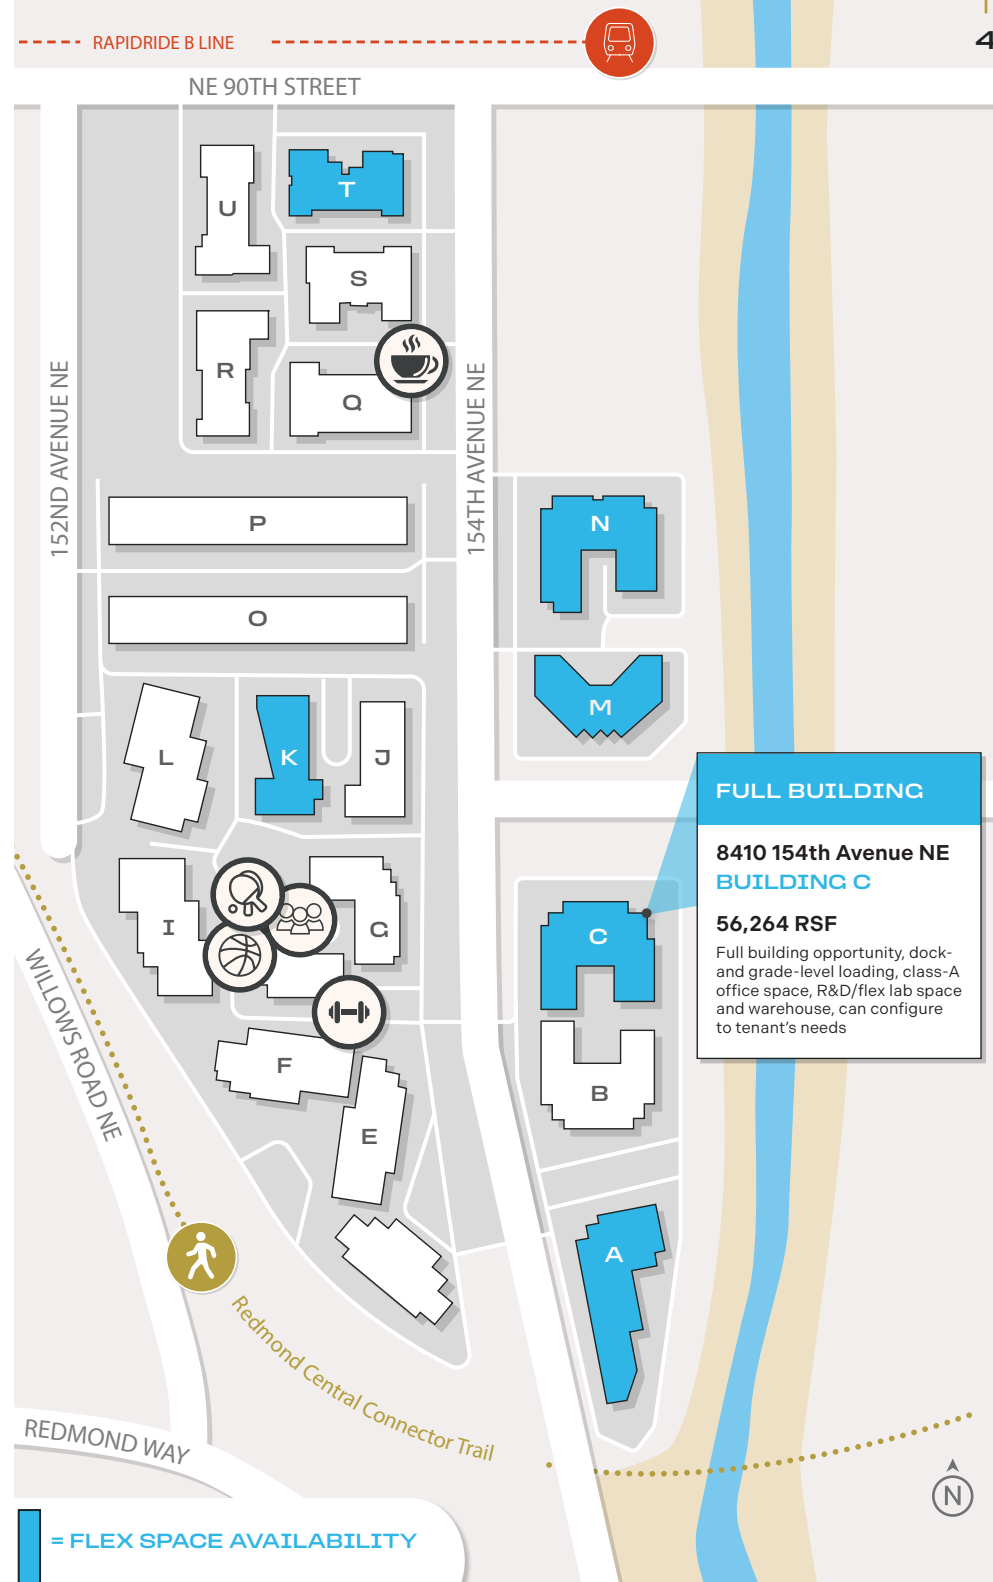 RAPIDRIDE B LINE
4
NE 90TH STREET
U
T
S
R
Q
152ND AVENUE NE
154TH AVENUE NE
P
N
O
M
L
K
J
FULL BUILDING
8410 154th Avenue NE
BUILDING C
56,264 RSF
Full building opportunity, dock-
and grade-level loading, class-A
office space, R&D/flex lab space
and warehouse, can configure
to tenant's needs
I
G
C
WILLOWS ROAD NE
F
B
E
A
Redmond Central Connector Trail
REDMOND WAY
N
= FLEX SPACE AVAILABILITY